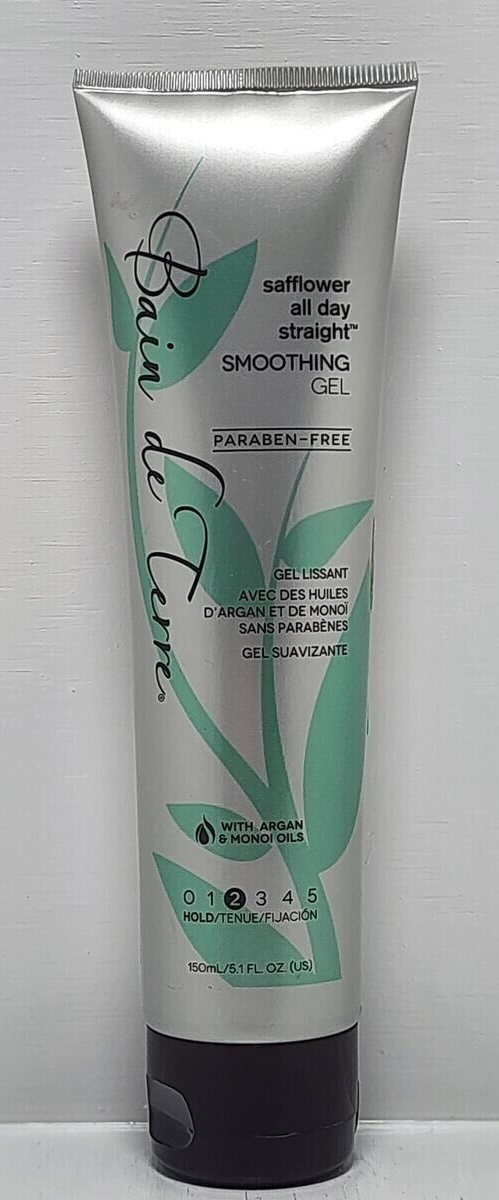 Bain de Terre®
safflower
all day
straight™
SMOOTHING
GEL
PARABEN-FREE
GEL LISSANT
AVEC DES HUILES
D'ARGAN ET DE MONOÏ
SANS PARABÈNES
GEL SUAVIZANTE
WITH ARGAN
& MONOI OILS
0 1 2 3 4 5
HOLD/TENUE/FIJACIÓN
150mL/5.1 FL. OZ. (US)